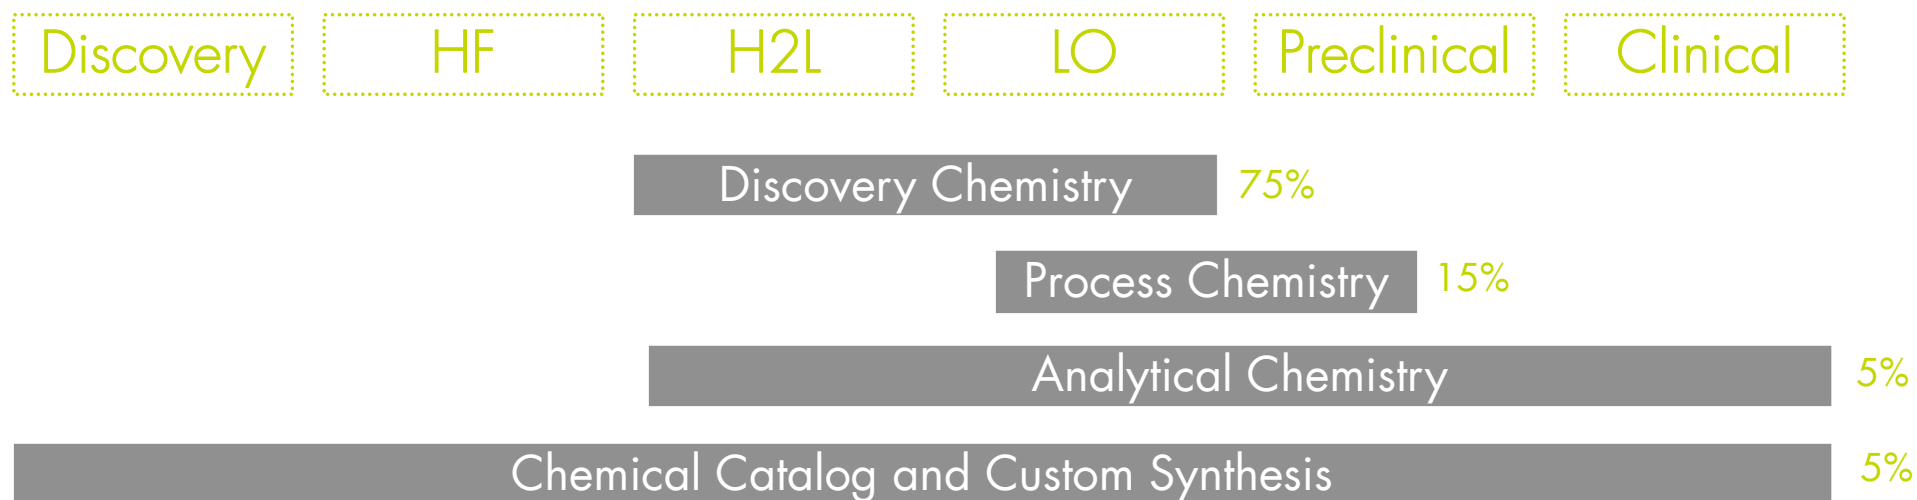 Discovery HF H2L LO Preclinical Clinical
Discovery Chemistry 75%
Process Chemistry 15%
Analytical Chemistry 5%
Chemical Catalog and Custom Synthesis 5%